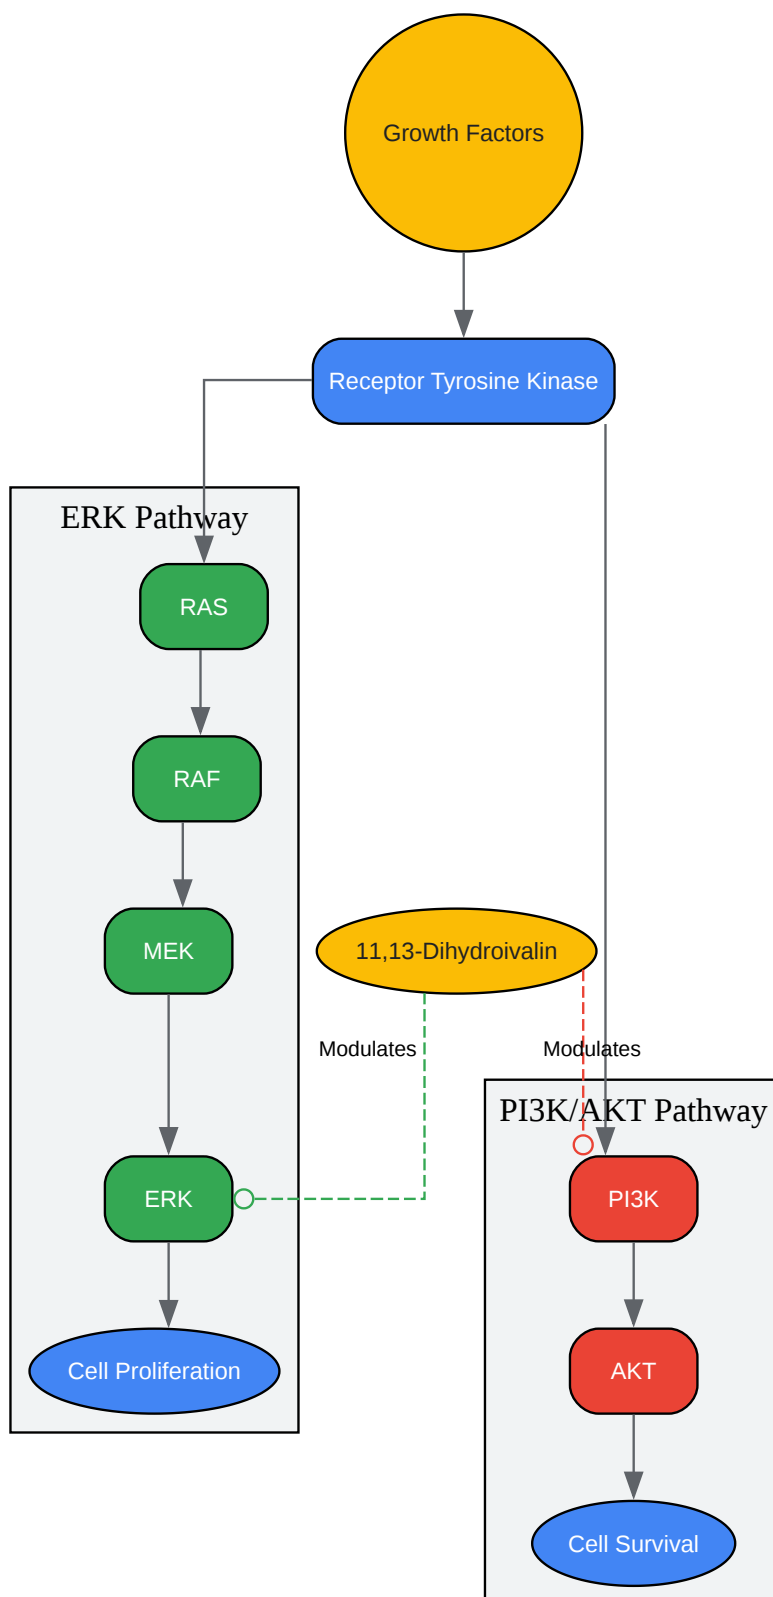 Growth Factors
Receptor Tyrosine Kinase
ERK Pathway
RAS
RAF
MEK
11,13-Dihydroivalin
Modulates
Modulates
PI3K/AKT Pathway
ERK
PI3K
Cell Proliferation
AKT
Cell Survival